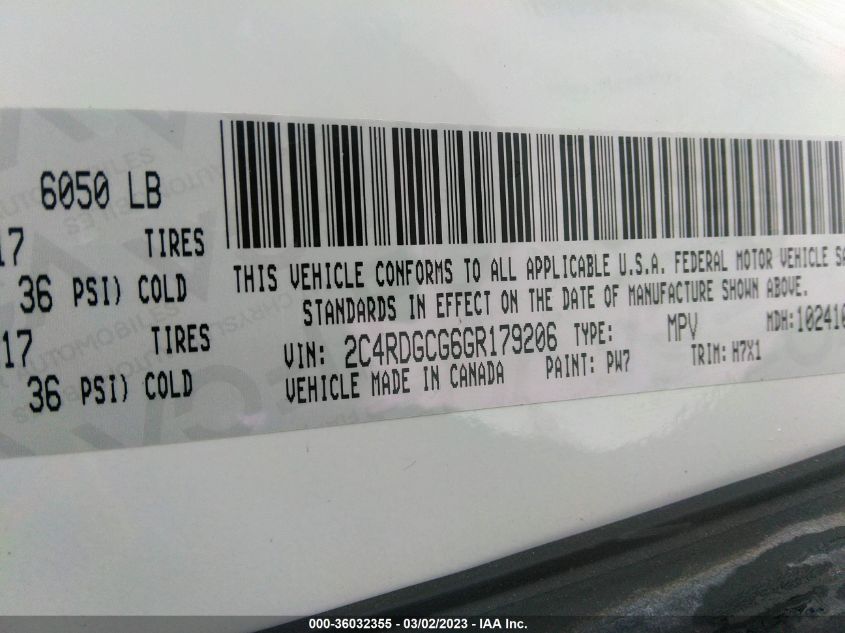 6050 LB
17 TIRES
36 PSI) COLD
17 TIRES
36 PSI) COLD
THIS VEHICLE CONFORMS TO ALL APPLICABLE U.S.A. FEDERAL MOTOR VEHICLE SA
STANDARDS IN EFFECT ON THE DATE OF MANUFACTURE SHOWN ABOVE.
VIN: 2C4RDGCG6GR179206 TYPE: MPV MDH:102410
VEHICLE MADE IN CANADA PAINT: PW7 TRIM: H7X1
000-36032355 — 03/02/2023 — IAA Inc.